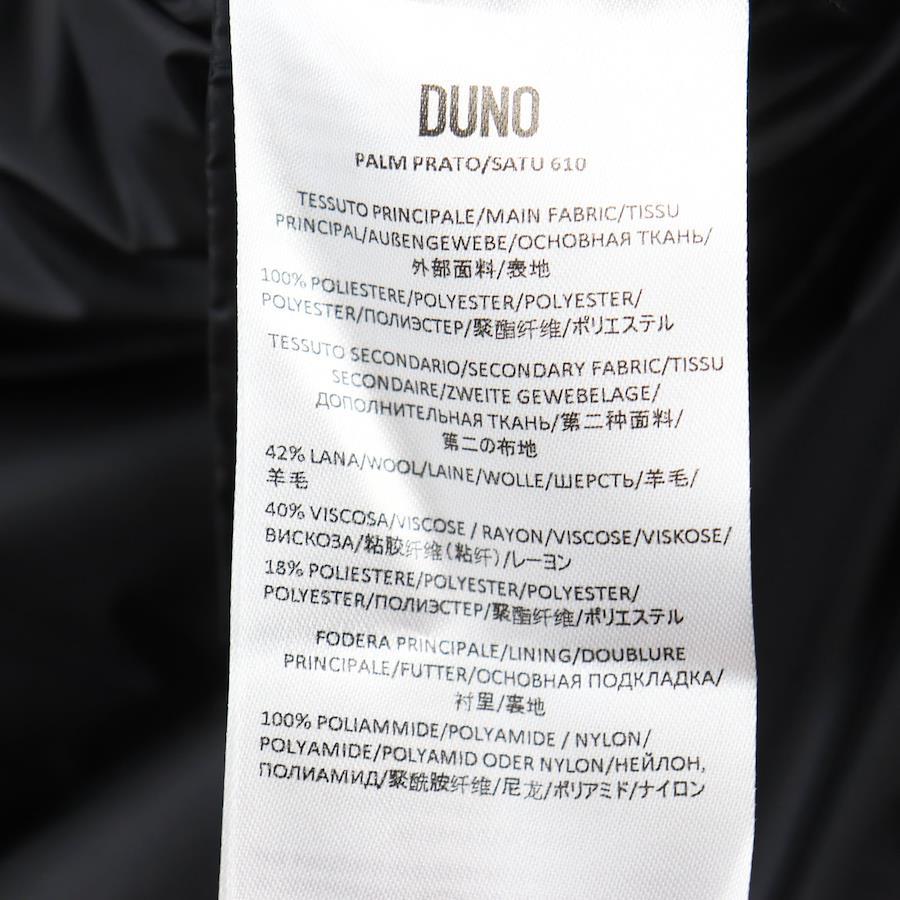 DUNO
PALM PRATO/SATU 610
TESSUTO PRINCIPALE/MAIN FABRIC/TISSU
PRINCIPAL/AUßENGEWEBE/ОСНОВНАЯ ТКАНЬ/
外部面料/表地
100% POLIESTERE/POLYESTER/POLYESTER/
POLYESTER/ПОЛИЭСТЕР/聚酯纤维/ポリエステル
TESSUTO SECONDARIO/SECONDARY FABRIC/TISSU
SECONDAIRE/ZWEITE GEWEBELAGE/
ДОПОЛНИТЕЛЬНАЯ ТКАНЬ/第二种面料/
第二の布地
42% LANA/WOOL/LAINE/WOLLE/ШЕРСТЬ/羊毛/
羊毛
40% VISCOSA/VISCOSE / RAYON/VISCOSE/VISKOSE/
ВИСКОЗА/粘胶纤维(粘纤)/レーヨン
18% POLIESTERE/POLYESTER/POLYESTER/
POLYESTER/ПОЛИЭСТЕР/聚酯纤维/ポリエステル
FODERA PRINCIPALE/LINING/DOUBLURE
PRINCIPALE/FUTTER/ОСНОВНАЯ ПОДКЛАДКА/
衬里/裏地
100% POLIAMMIDE/POLYAMIDE / NYLON/
POLYAMIDE/POLYAMID ODER NYLON/НЕЙЛОН,
ПОЛИАМИД/聚酰胺纤维/尼龙/ポリアミド/ナイロン